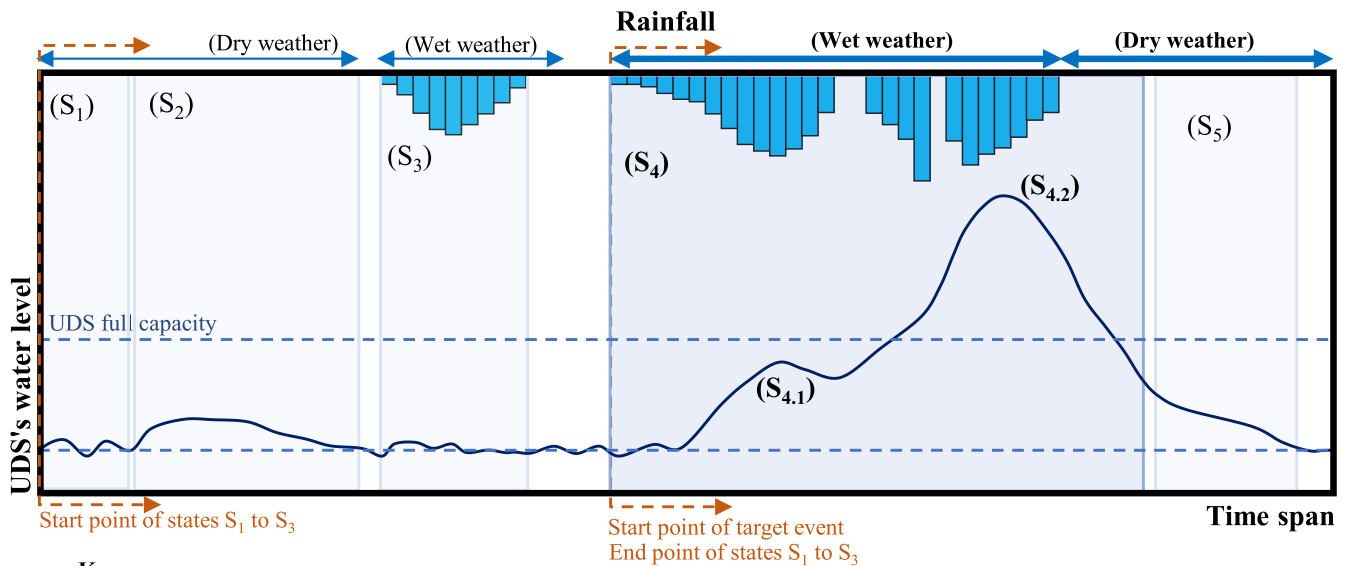 Rainfall
(Dry weather)
(Wet weather)
(Wet weather)
(Dry weather)
(S1)
(S2)
(S3)
(S4)
(S5)
(S4.2)
UDS full capacity
(S4.1)
UDS's water level
Start point of states S1 to S3
Time span
Start point of target event
End point of states S1 to S3